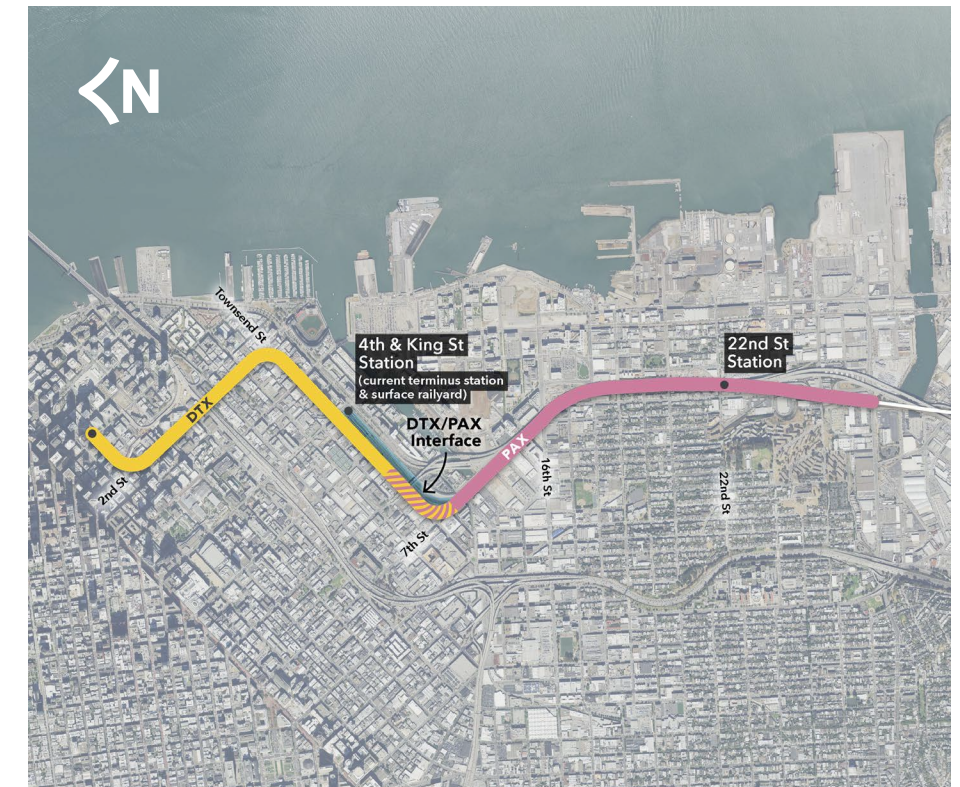 N
Townsend St
4th & King St
Station
(current terminus station
& surface railyard)
22nd St
Station
DTX
DTX/PAX
Interface
PAX
2nd St
16th St
22nd St
7th St